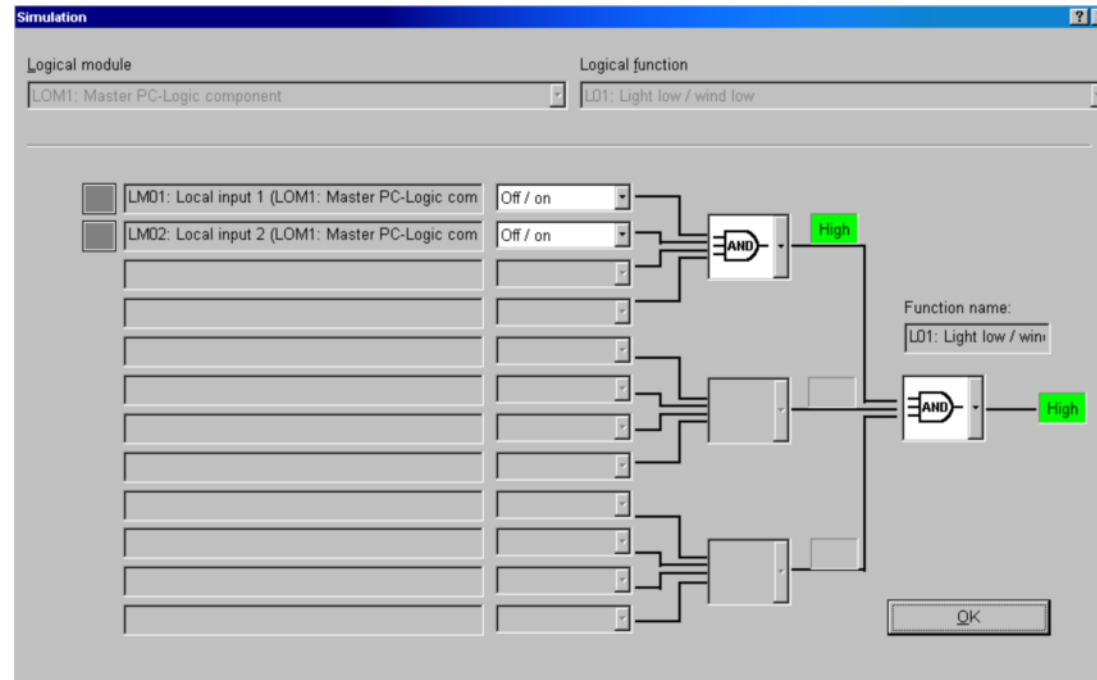 Simulation
?
Logical module
Logical function
LOM1: Master PC-Logic component
L01: Light low / wind low
LM01: Local input 1 (LOM1: Master PC-Logic com
Off / on
High
LM02: Local input 2 (LOM1: Master PC-Logic com
Off / on
AND
Function name:
L01: Light low / win
AND
High
OK